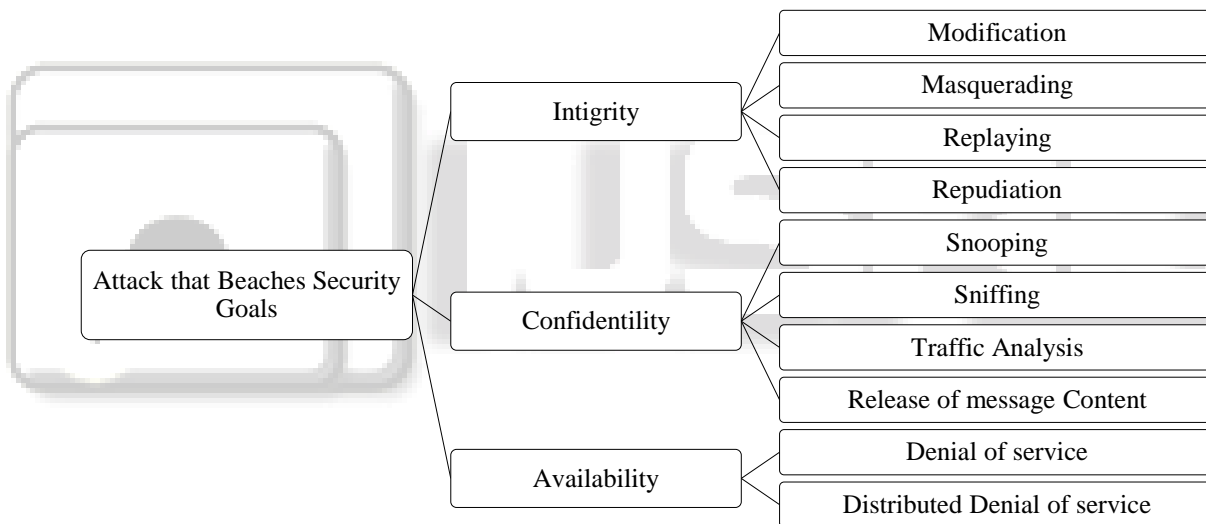 Attack that Beaches Security
Goals
Intigrity
Modification
Masquerading
Replaying
Repudiation
Confidentility
Snooping
Sniffing
Traffic Analysis
Release of message Content
Availability
Denial of service
Distributed Denial of service